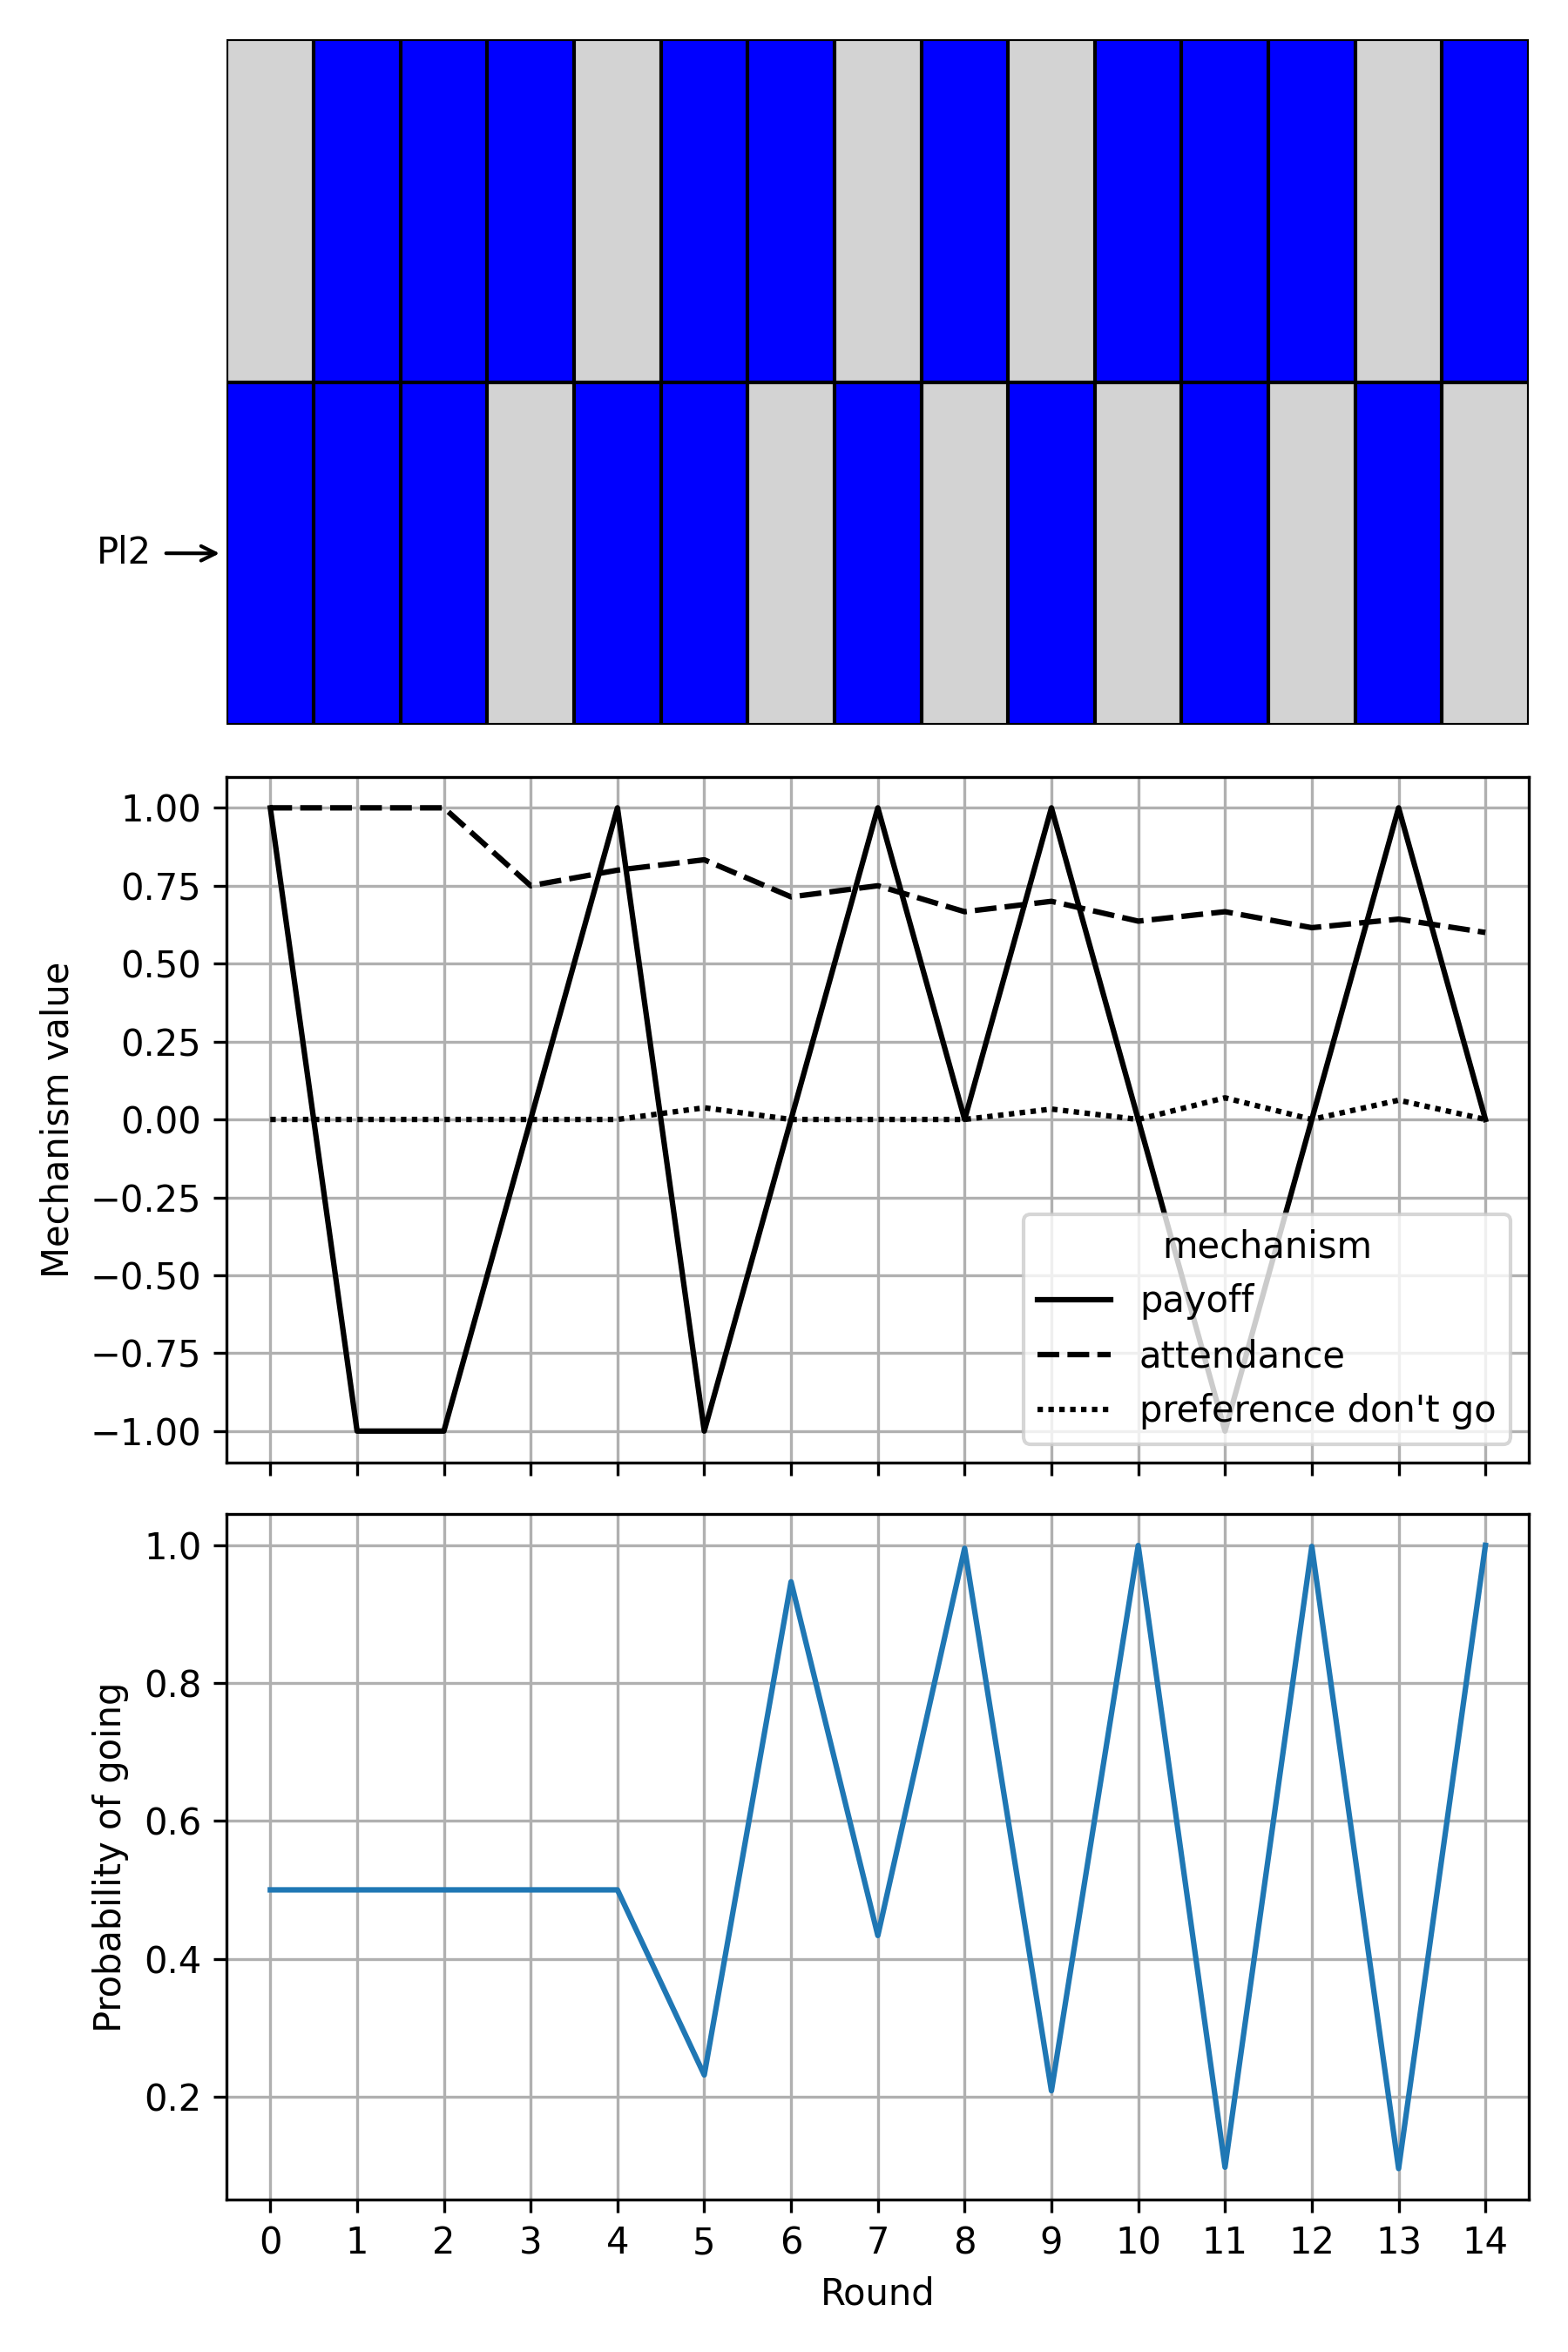 Pl2
1.00
0.75
0.50
0.25
0.00
−0.25
−0.50
−0.75
−1.00
Mechanism value
mechanism
payoff
attendance
preference don't go
1.0
0.8
0.6
0.4
0.2
Probability of going
0 1 2 3 4 5 6 7 8 9 10 11 12 13 14
Round